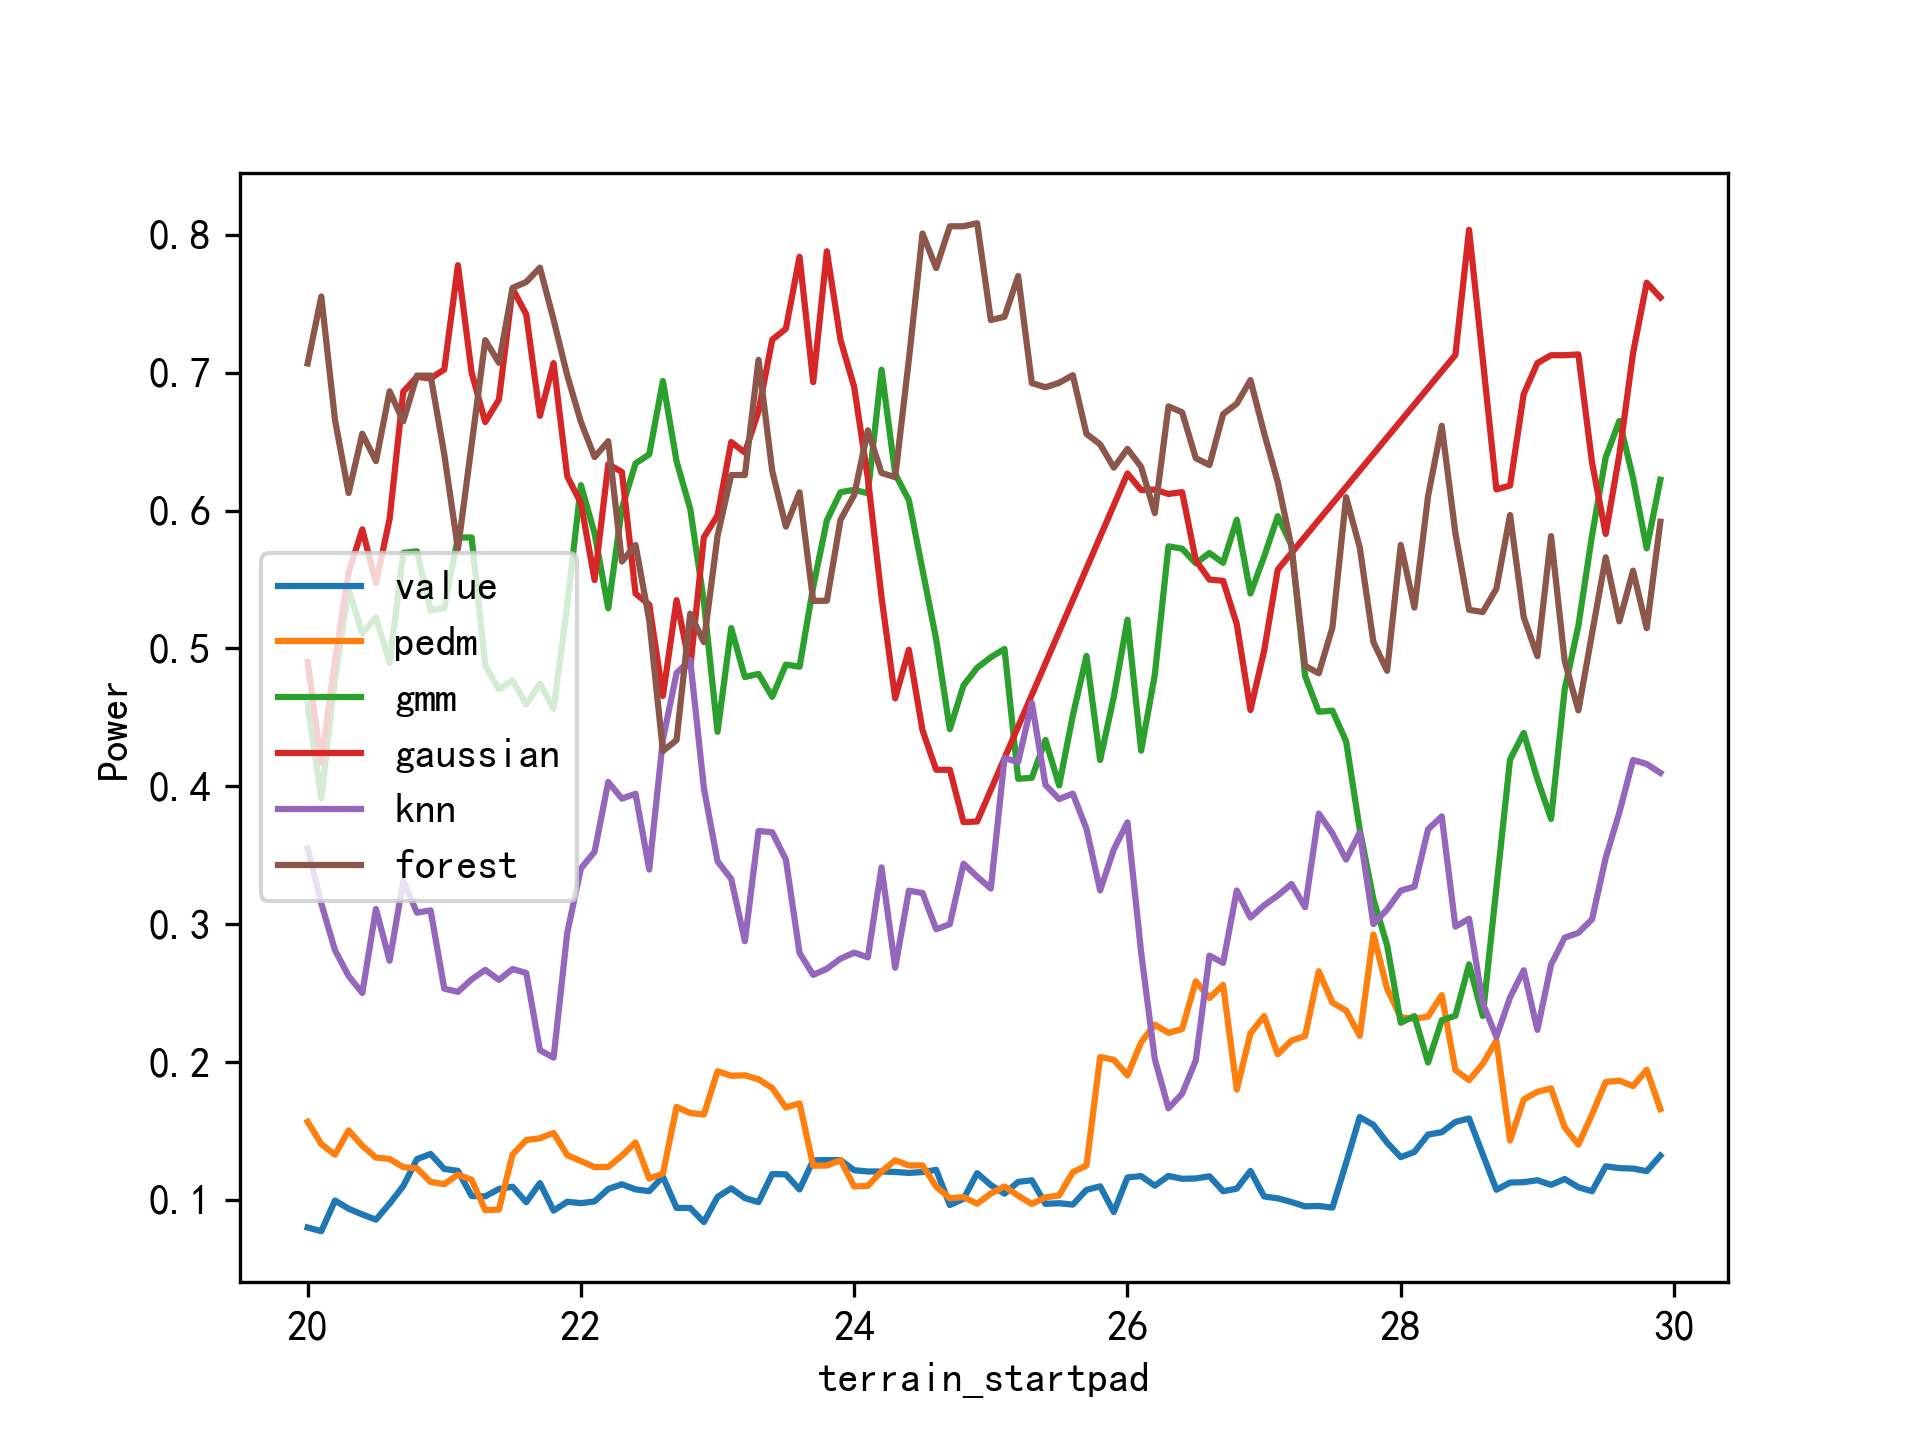 0.8
0.7
0.6
0.5
0.4
0.3
0.2
0.1
Power
value
pedm
gmm
gaussian
knn
forest
20 22 24 26 28 30
terrain_startpad